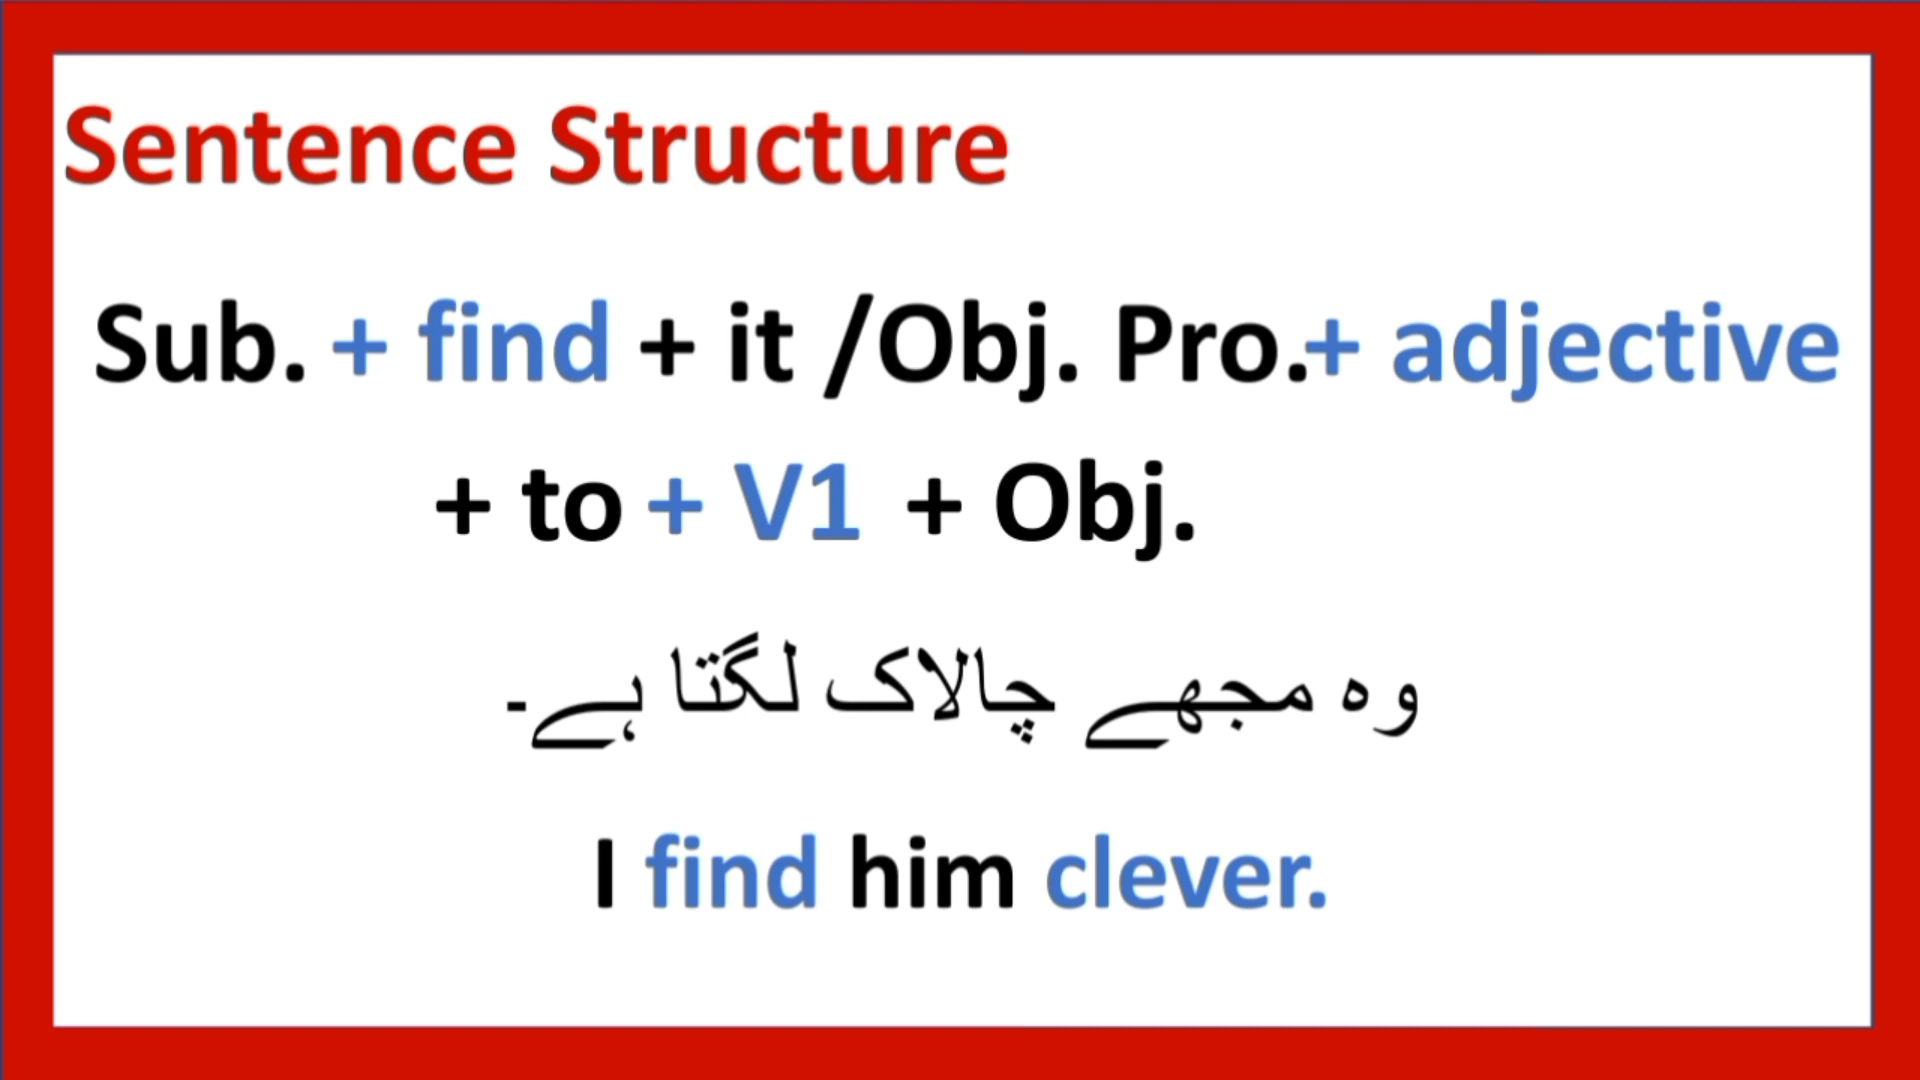 Sentence Structure
Sub. + find + it /Obj. Pro.+ adjective
+ to + V1 + Obj.
وہ مجھے چالاک لگتا ہے۔
I find him clever.